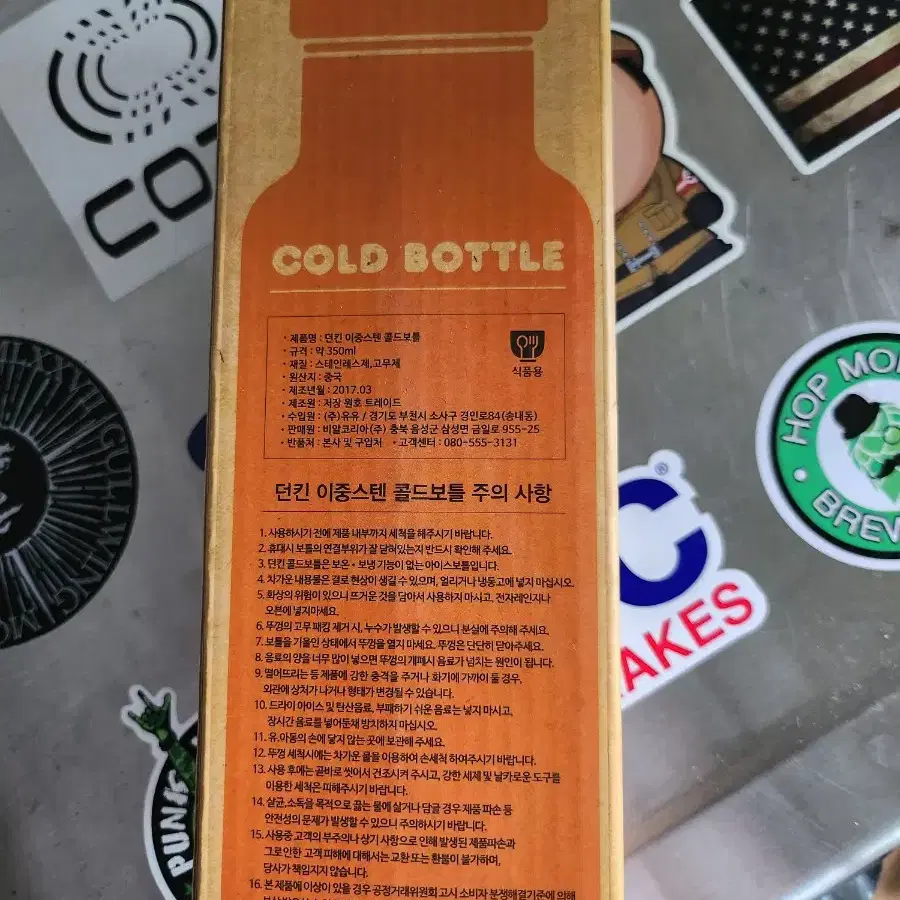 COLD BOTTLE
• 제품명 : 던킨 이중스텐 콜드보틀
• 규격 : 약 350ml
• 재질 : 스테인레스제,고무제
• 원산지 : 중국
• 제조년월 : 2017.03
• 제조원 : 저장 원호 트레이드
• 수입원 : (주)유유 / 경기도 부천시 소사구 경인로84(송내동)
• 판매원 : 비알코리아(주) 충북 음성군 삼성면 금일로 955-25
• 반품처 : 본사 및 구입처 • 고객센터 : 080-555-3131
식품용
던킨 이중스텐 콜드보틀 주의 사항
1. 사용하시기 전에 제품 내부까지 세척을 해주시기 바랍니다.
2. 휴대시 보틀의 연결부위가 잘 닫혀있는지 반드시 확인해 주세요.
3. 던킨 콜드보틀은 보온•보냉 기능이 없는 아이스보틀입니다.
4. 차가운 내용물은 결로 현상이 생길 수 있으며, 얼리거나 냉동고에 넣지 마십시오.
5. 화상의 위험이 있으니 뜨거운 것을 담아서 사용하지 마시고, 전자레인지나
오븐에 넣지마세요.
6. 뚜껑의 고무 패킹 제거 시, 누수가 발생할 수 있으니 분실에 주의해 주세요.
7. 보틀을 기울인 상태에서 뚜껑을 열지 마세요. 뚜껑은 단단히 닫아주세요.
8. 음료의 양을 너무 많이 넣으면 뚜껑의 개폐시 음료가 넘치는 원인이 됩니다.
9. 떨어뜨리는 등 제품에 강한 충격을 주거나 화기에 가까이 둘 경우,
외관에 상처가 나거나 형태가 변경될 수 있습니다.
10. 드라이 아이스 및 탄산음료, 부패하기 쉬운 음료는 넣지 마시고,
장시간 음료를 넣어둔채 방치하지 마십시오.
11. 유,아동의 손에 닿지 않는 곳에 보관해 주세요.
12. 뚜껑 세척시에는 차가운 물을 이용하여 손세척 하여주시기 바랍니다.
13. 사용 후에는 곧바로 씻어서 건조시켜 주시고, 강한 세제 및 날카로운 도구를
이용한 세척은 피해주시기 바랍니다.
14. 살균,소독을 목적으로 끓는 물에 삶거나 담글 경우 제품 파손 등
안전성의 문제가 발생할 수 있으니 주의하시기 바랍니다.
15. 사용중 고객의 부주의나 상기 사항으로 인해 발생된 제품파손과
그로인한 고객 피해에 대해서는 교환 또는 환불이 불가하며,
당사가 책임지지 않습니다.
16. 본 제품에 이상이 있을 경우 공정거래위원회 고시 소비자 분쟁해결기준에 의해
COT
HOP MON
BREW
C
®
AKES
GULLWING MO
PUNK